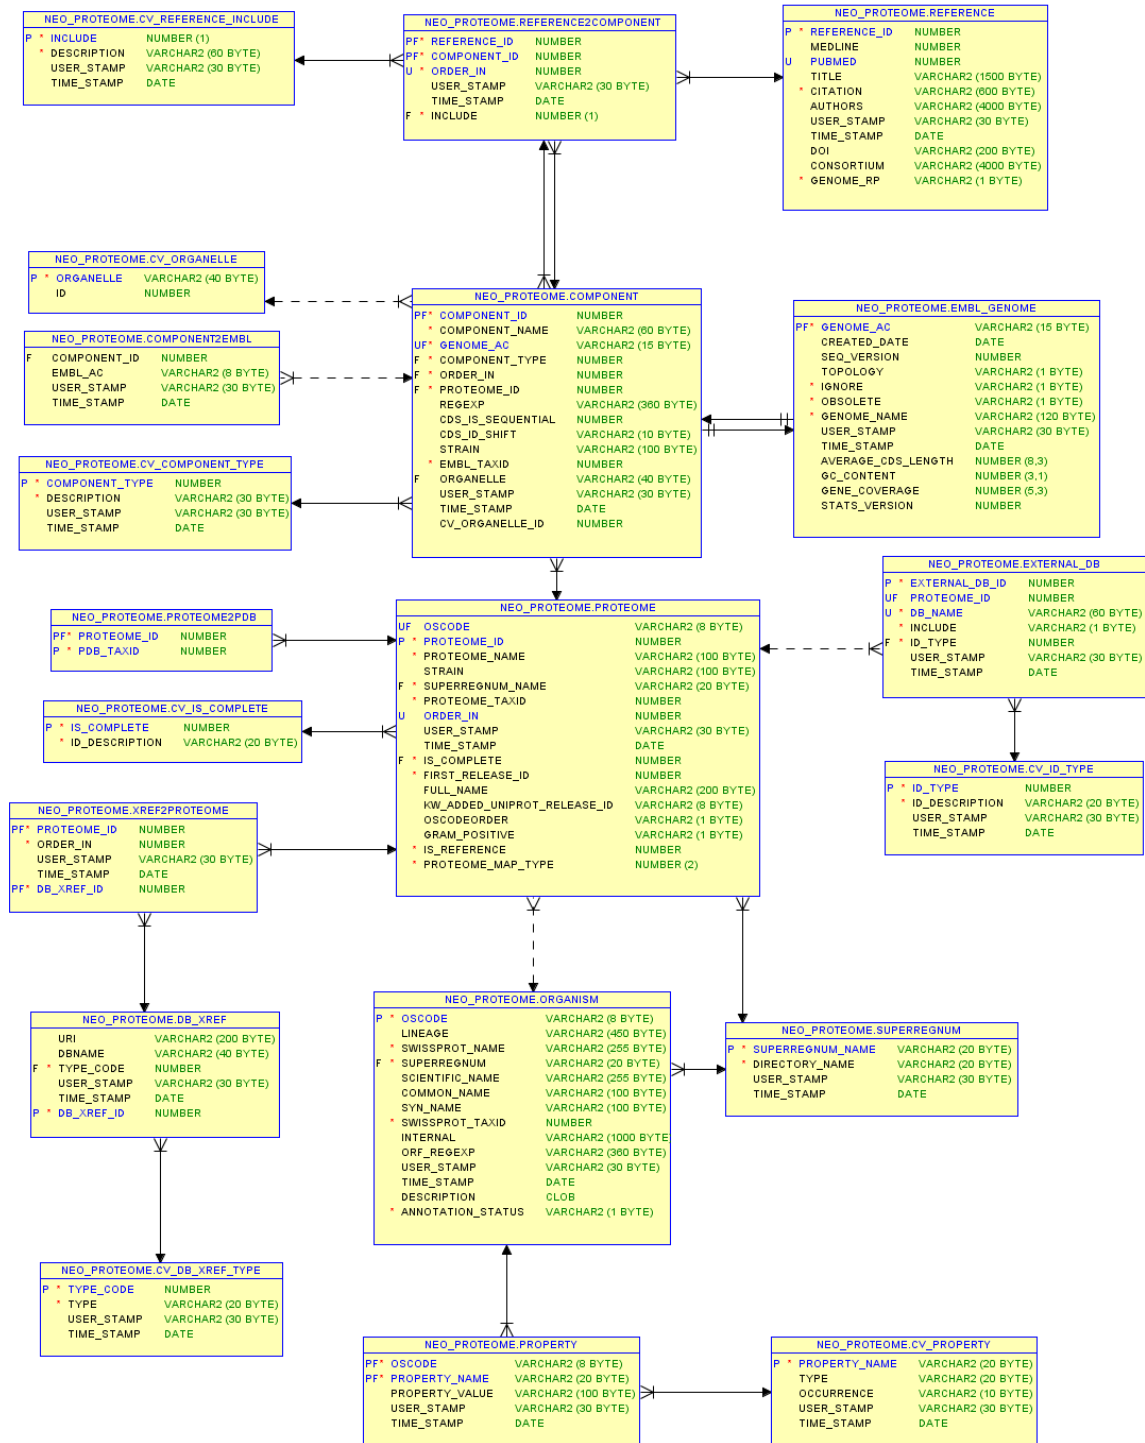 NEO_PROTEOME.CV_REFERENCE_INCLUDE
P * INCLUDE NUMBER (1)
* DESCRIPTION VARCHAR2 (60 BYTE)
USER_STAMP VARCHAR2 (30 BYTE)
TIME_STAMP DATE
NEO_PROTEOME.REFERENCE2COMPONENT
PF* REFERENCE_ID NUMBER
PF* COMPONENT_ID NUMBER
U * ORDER_IN NUMBER
USER_STAMP VARCHAR2 (30 BYTE)
TIME_STAMP DATE
F * INCLUDE NUMBER (1)
NEO_PROTEOME.REFERENCE
P * REFERENCE_ID NUMBER
MEDLINE NUMBER
U PUBMED NUMBER
TITLE VARCHAR2 (1500 BYTE)
* CITATION VARCHAR2 (600 BYTE)
AUTHORS VARCHAR2 (4000 BYTE)
USER_STAMP VARCHAR2 (30 BYTE)
TIME_STAMP DATE
DOI VARCHAR2 (200 BYTE)
CONSORTIUM VARCHAR2 (4000 BYTE)
* GENOME_RP VARCHAR2 (1 BYTE)
NEO_PROTEOME.CV_ORGANELLE
P * ORGANELLE VARCHAR2 (40 BYTE)
ID NUMBER
NEO_PROTEOME.COMPONENT2EMBL
F COMPONENT_ID NUMBER
EMBL_AC VARCHAR2 (8 BYTE)
USER_STAMP VARCHAR2 (30 BYTE)
TIME_STAMP DATE
NEO_PROTEOME.CV_COMPONENT_TYPE
P * COMPONENT_TYPE NUMBER
* DESCRIPTION VARCHAR2 (30 BYTE)
USER_STAMP VARCHAR2 (30 BYTE)
TIME_STAMP DATE
NEO_PROTEOME.COMPONENT
PF* COMPONENT_ID NUMBER
* COMPONENT_NAME VARCHAR2 (60 BYTE)
UF* GENOME_AC VARCHAR2 (15 BYTE)
F * COMPONENT_TYPE NUMBER
F * ORDER_IN NUMBER
F * PROTEOME_ID NUMBER
REGEXP VARCHAR2 (360 BYTE)
CDS_IS_SEQUENTIAL NUMBER
CDS_ID_SHIFT VARCHAR2 (10 BYTE)
STRAIN VARCHAR2 (100 BYTE)
* EMBL_TAXID NUMBER
F ORGANELLE VARCHAR2 (40 BYTE)
USER_STAMP VARCHAR2 (30 BYTE)
TIME_STAMP DATE
CV_ORGANELLE_ID NUMBER
NEO_PROTEOME.EMBL_GENOME
PF* GENOME_AC VARCHAR2 (15 BYTE)
CREATED_DATE DATE
SEQ_VERSION NUMBER
TOPOLOGY VARCHAR2 (1 BYTE)
* IGNORE VARCHAR2 (1 BYTE)
* OBSOLETE VARCHAR2 (1 BYTE)
* GENOME_NAME VARCHAR2 (120 BYTE)
USER_STAMP VARCHAR2 (30 BYTE)
TIME_STAMP DATE
AVERAGE_CDS_LENGTH NUMBER (8,3)
GC_CONTENT NUMBER (3,1)
GENE_COVERAGE NUMBER (5,3)
STATS_VERSION NUMBER
NEO_PROTEOME.PROTEOME2PDB
PF* PROTEOME_ID NUMBER
P * PDB_TAXID NUMBER
NEO_PROTEOME.CV_IS_COMPLETE
P * IS_COMPLETE NUMBER
* ID_DESCRIPTION VARCHAR2 (20 BYTE)
NEO_PROTEOME.PROTEOME
UF OSCODE VARCHAR2 (8 BYTE)
P * PROTEOME_ID NUMBER
* PROTEOME_NAME VARCHAR2 (100 BYTE)
STRAIN VARCHAR2 (100 BYTE)
F * SUPERREGNUM_NAME VARCHAR2 (20 BYTE)
* PROTEOME_TAXID NUMBER
U ORDER_IN NUMBER
USER_STAMP VARCHAR2 (30 BYTE)
TIME_STAMP DATE
F * IS_COMPLETE NUMBER
* FIRST_RELEASE_ID NUMBER
FULL_NAME VARCHAR2 (200 BYTE)
KW_ADDED_UNIPROT_RELEASE_ID VARCHAR2 (8 BYTE)
OSCODEORDER VARCHAR2 (1 BYTE)
GRAM_POSITIVE VARCHAR2 (1 BYTE)
* IS_REFERENCE NUMBER
* PROTEOME_MAP_TYPE NUMBER (2)
NEO_PROTEOME.EXTERNAL_DB
P * EXTERNAL_DB_ID NUMBER
UF PROTEOME_ID NUMBER
U * DB_NAME VARCHAR2 (60 BYTE)
* INCLUDE VARCHAR2 (1 BYTE)
F * ID_TYPE NUMBER
USER_STAMP VARCHAR2 (30 BYTE)
TIME_STAMP DATE
NEO_PROTEOME.CV_ID_TYPE
P * ID_TYPE NUMBER
* ID_DESCRIPTION VARCHAR2 (20 BYTE)
USER_STAMP VARCHAR2 (30 BYTE)
TIME_STAMP DATE
NEO_PROTEOME.XREF2PROTEOME
PF* PROTEOME_ID NUMBER
* ORDER_IN NUMBER
USER_STAMP VARCHAR2 (30 BYTE)
TIME_STAMP DATE
PF* DB_XREF_ID NUMBER
NEO_PROTEOME.DB_XREF
URI VARCHAR2 (200 BYTE)
DBNAME VARCHAR2 (40 BYTE)
F * TYPE_CODE NUMBER
USER_STAMP VARCHAR2 (30 BYTE)
TIME_STAMP DATE
P * DB_XREF_ID NUMBER
NEO_PROTEOME.ORGANISM
P * OSCODE VARCHAR2 (8 BYTE)
LINEAGE VARCHAR2 (450 BYTE)
* SWISSPROT_NAME VARCHAR2 (255 BYTE)
F * SUPERREGNUM VARCHAR2 (20 BYTE)
SCIENTIFIC_NAME VARCHAR2 (255 BYTE)
COMMON_NAME VARCHAR2 (100 BYTE)
SYN_NAME VARCHAR2 (100 BYTE)
* SWISSPROT_TAXID NUMBER
INTERNAL VARCHAR2 (1000 BYTE
ORF_REGEXP VARCHAR2 (360 BYTE)
USER_STAMP VARCHAR2 (30 BYTE)
TIME_STAMP DATE
DESCRIPTION CLOB
* ANNOTATION_STATUS VARCHAR2 (1 BYTE)
NEO_PROTEOME.SUPERREGNUM
P * SUPERREGNUM_NAME VARCHAR2 (20 BYTE)
* DIRECTORY_NAME VARCHAR2 (20 BYTE)
USER_STAMP VARCHAR2 (30 BYTE)
TIME_STAMP DATE
NEO_PROTEOME.CV_DB_XREF_TYPE
P * TYPE_CODE NUMBER
* TYPE VARCHAR2 (20 BYTE)
USER_STAMP VARCHAR2 (30 BYTE)
TIME_STAMP DATE
NEO_PROTEOME.PROPERTY
PF* OSCODE VARCHAR2 (8 BYTE)
PF* PROPERTY_NAME VARCHAR2 (20 BYTE)
PROPERTY_VALUE VARCHAR2 (100 BYTE)
USER_STAMP VARCHAR2 (30 BYTE)
TIME_STAMP DATE
NEO_PROTEOME.CV_PROPERTY
P * PROPERTY_NAME VARCHAR2 (20 BYTE)
TYPE VARCHAR2 (20 BYTE)
OCCURRENCE VARCHAR2 (10 BYTE)
USER_STAMP VARCHAR2 (30 BYTE)
TIME_STAMP DATE